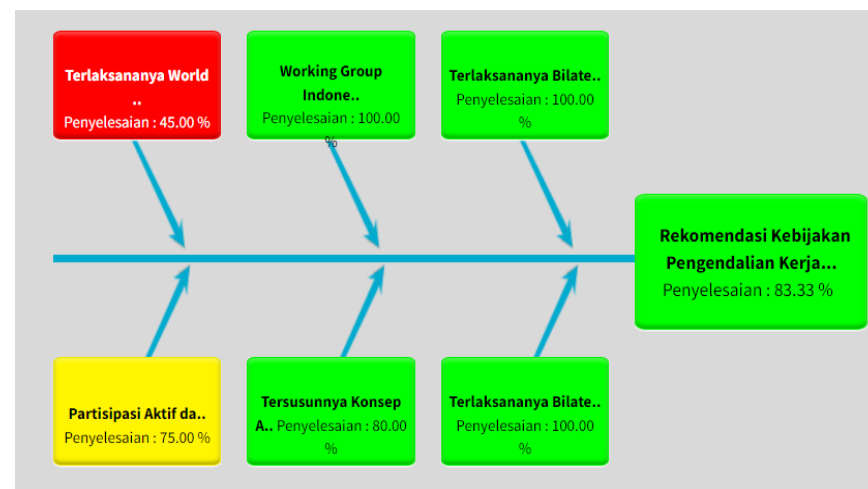 Terlaksananya World
..
Penyelesaian : 45.00 %
Working Group
Indone..
Penyelesaian : 100.00
%
Terlaksananya Bilate..
Penyelesaian : 100.00
%
Rekomendasi Kebijakan
Pengendalian Kerja...
Penyelesaian : 83.33 %
Partisipasi Aktif da..
Penyelesaian : 75.00 %
Tersusunnya Konsep
A.. Penyelesaian : 80.00
%
Terlaksananya Bilate..
Penyelesaian : 100.00
%